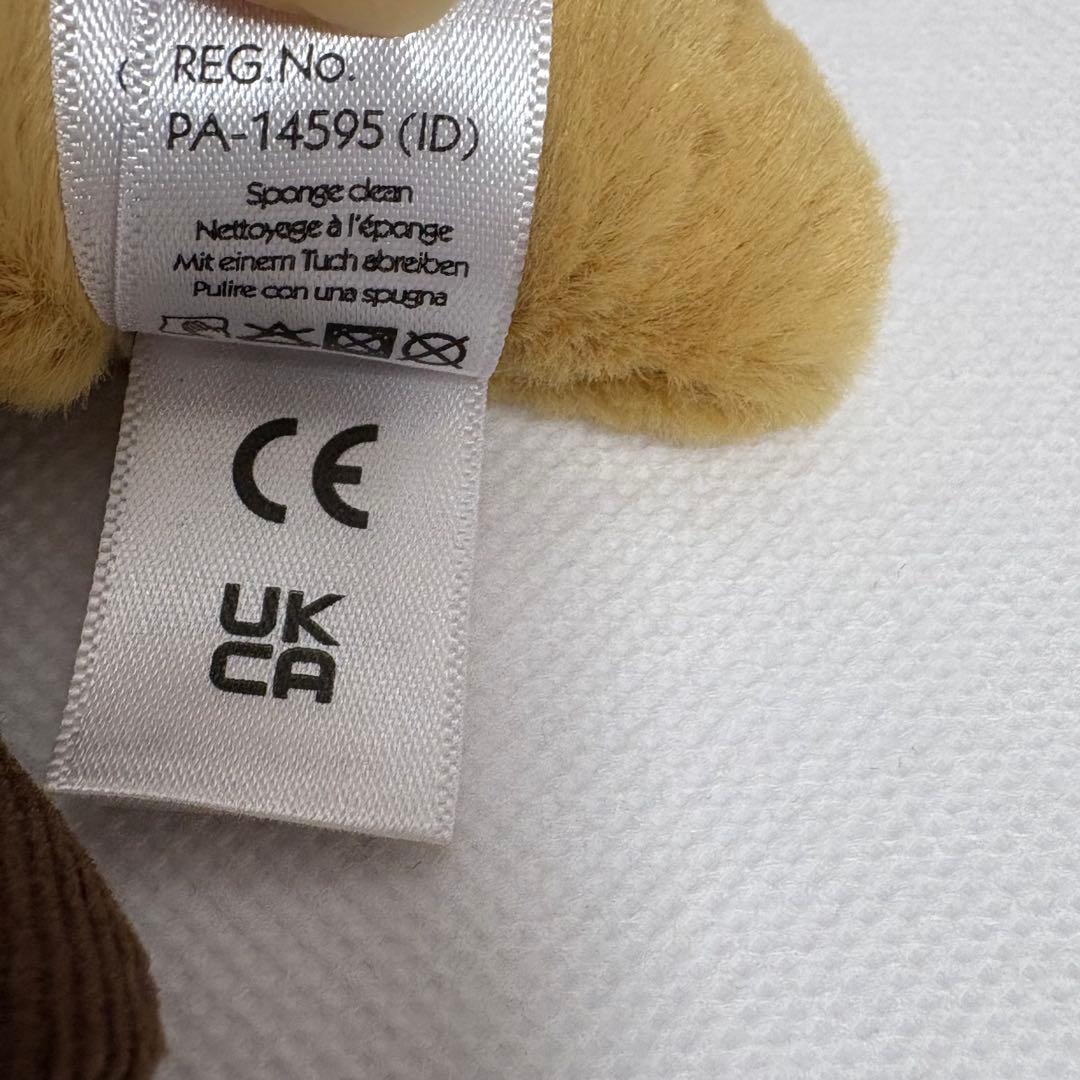 REG.No.
PA-14595 (ID)
Sponge clean
Nettoyage à l'éponge
Mit einem Tuch abreiben
Pulire con una spugna
CE
UK
CA